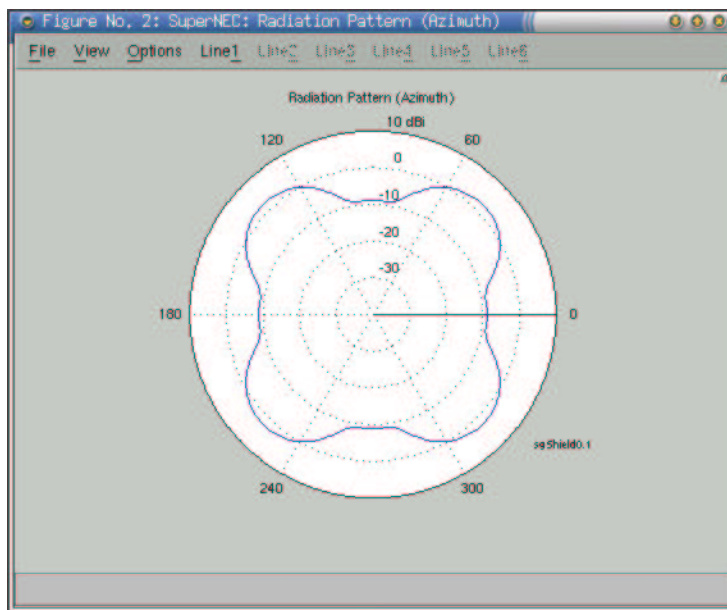 Figure No. 2: SuperNEC: Radiation Pattern (Azimuth)
File View Options Line1 Line2 Line3 Line4 Line5 Line6
Radiation Pattern (Azimuth)
10 dBi
120
60
0
-10
-20
-30
180
0
sgShield0.1
240
300